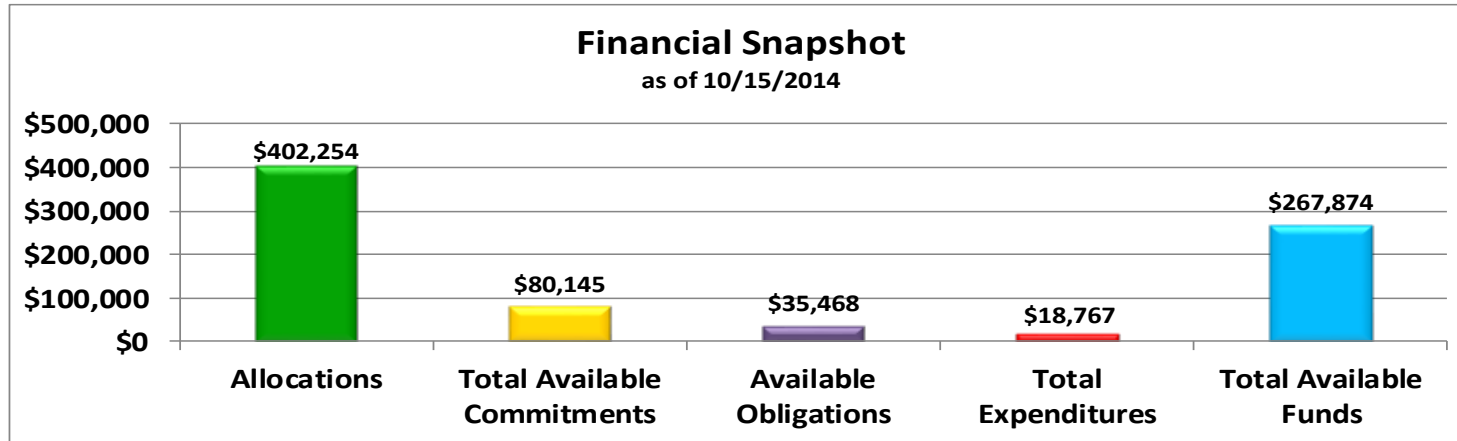 Financial Snapshot
as of 10/15/2014
$500,000
$400,000
$300,000
$200,000
$100,000
$0
$402,254
$80,145
$35,468
$18,767
$267,874
Allocations
Total Available
Commitments
Available
Obligations
Total
Expenditures
Total Available
Funds